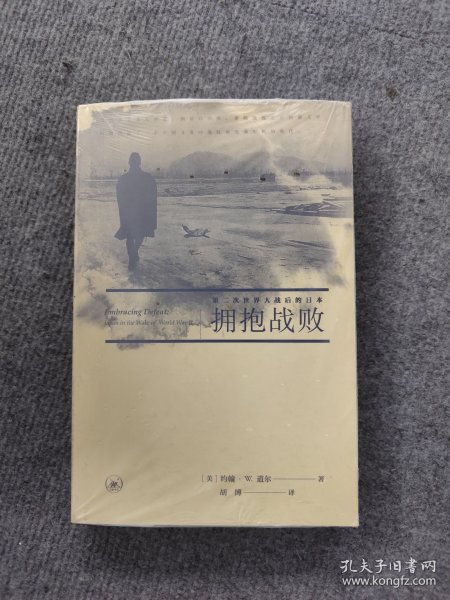 第二次世界大战后的日本
Embracing Defeat:
Japan in the Wake of World War II
拥抱战败
[美] 约翰·W. 道尔 著
胡 博 译
孔夫子旧书网
www.kongfz.com